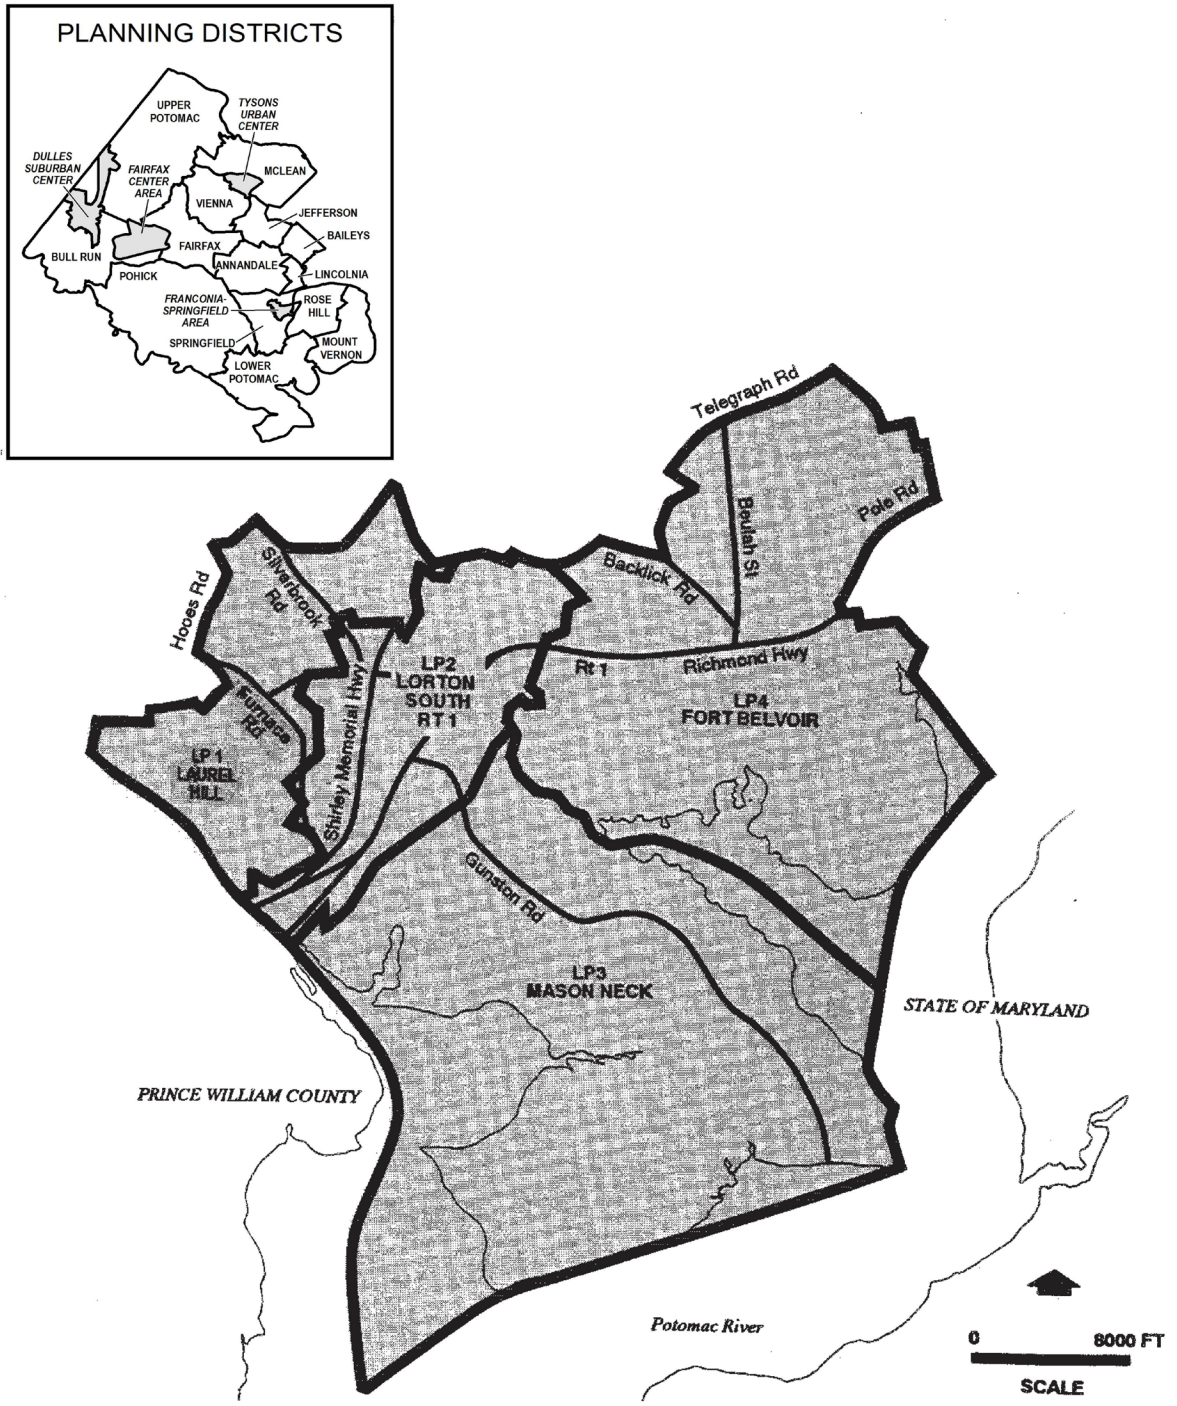 PLANNING DISTRICTS
UPPER
POTOMAC
TYSONS
URBAN
CENTER
DULLES
SUBURBAN
CENTER
FAIRFAX
CENTER
AREA
MCLEAN
VIENNA
JEFFERSON
BAILEYS
FAIRFAX
BULL RUN
ANNANDALE
POHICK
LINCOLNIA
FRANCONIA-
SPRINGFIELD
AREA
ROSE
HILL
SPRINGFIELD
MOUNT
VERNON
LOWER
POTOMAC
Telegraph Rd
Pole Rd
Beulah St
Backlick Rd
Silverbrook
Rd
Hooes Rd
Rt 1
Richmond Hwy
LP2
LORTON
SOUTH
RT 1
LP4
FORT BELVOIR
Furnace
Rd
Shirley Memorial Hwy
LP 1
LAUREL
HILL
Gunston Rd
LP3
MASON NECK
STATE OF MARYLAND
PRINCE WILLIAM COUNTY
Potomac River
0 8000 FT
SCALE